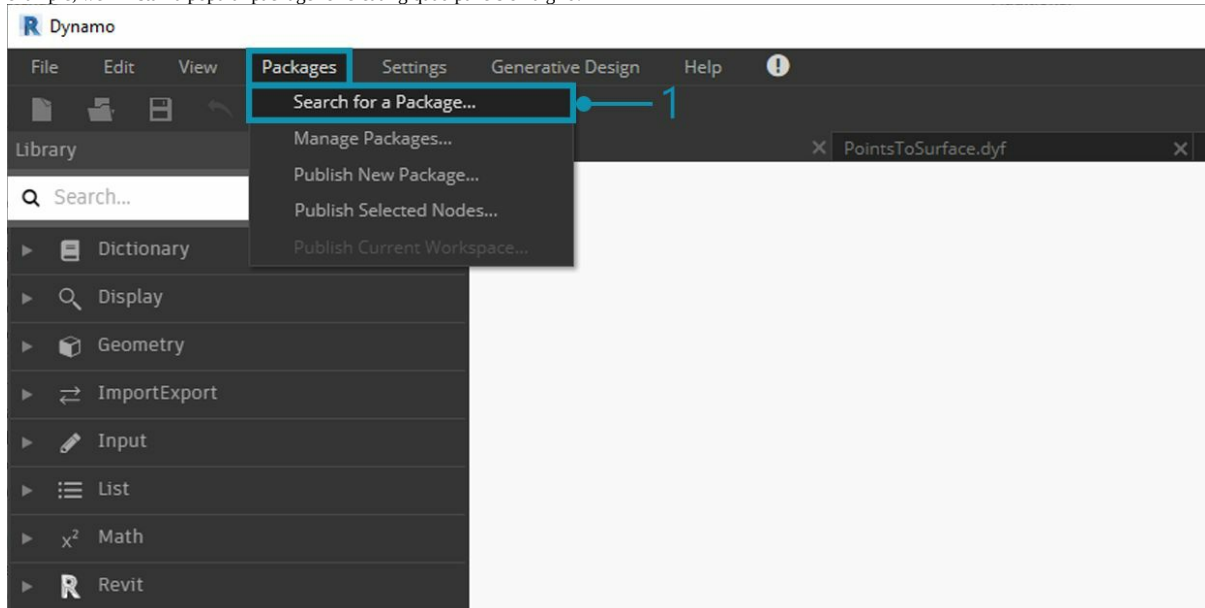 Dynamo
File Edit View Packages Settings Generative Design Help
Search for a Package... 1
Manage Packages...
Library PointsToSurface.dyf
Publish New Package...
Search...
Publish Selected Nodes...
Dictionary
Publish Current Workspace...
Display
Geometry
ImportExport
Input
List
x² Math
R Revit